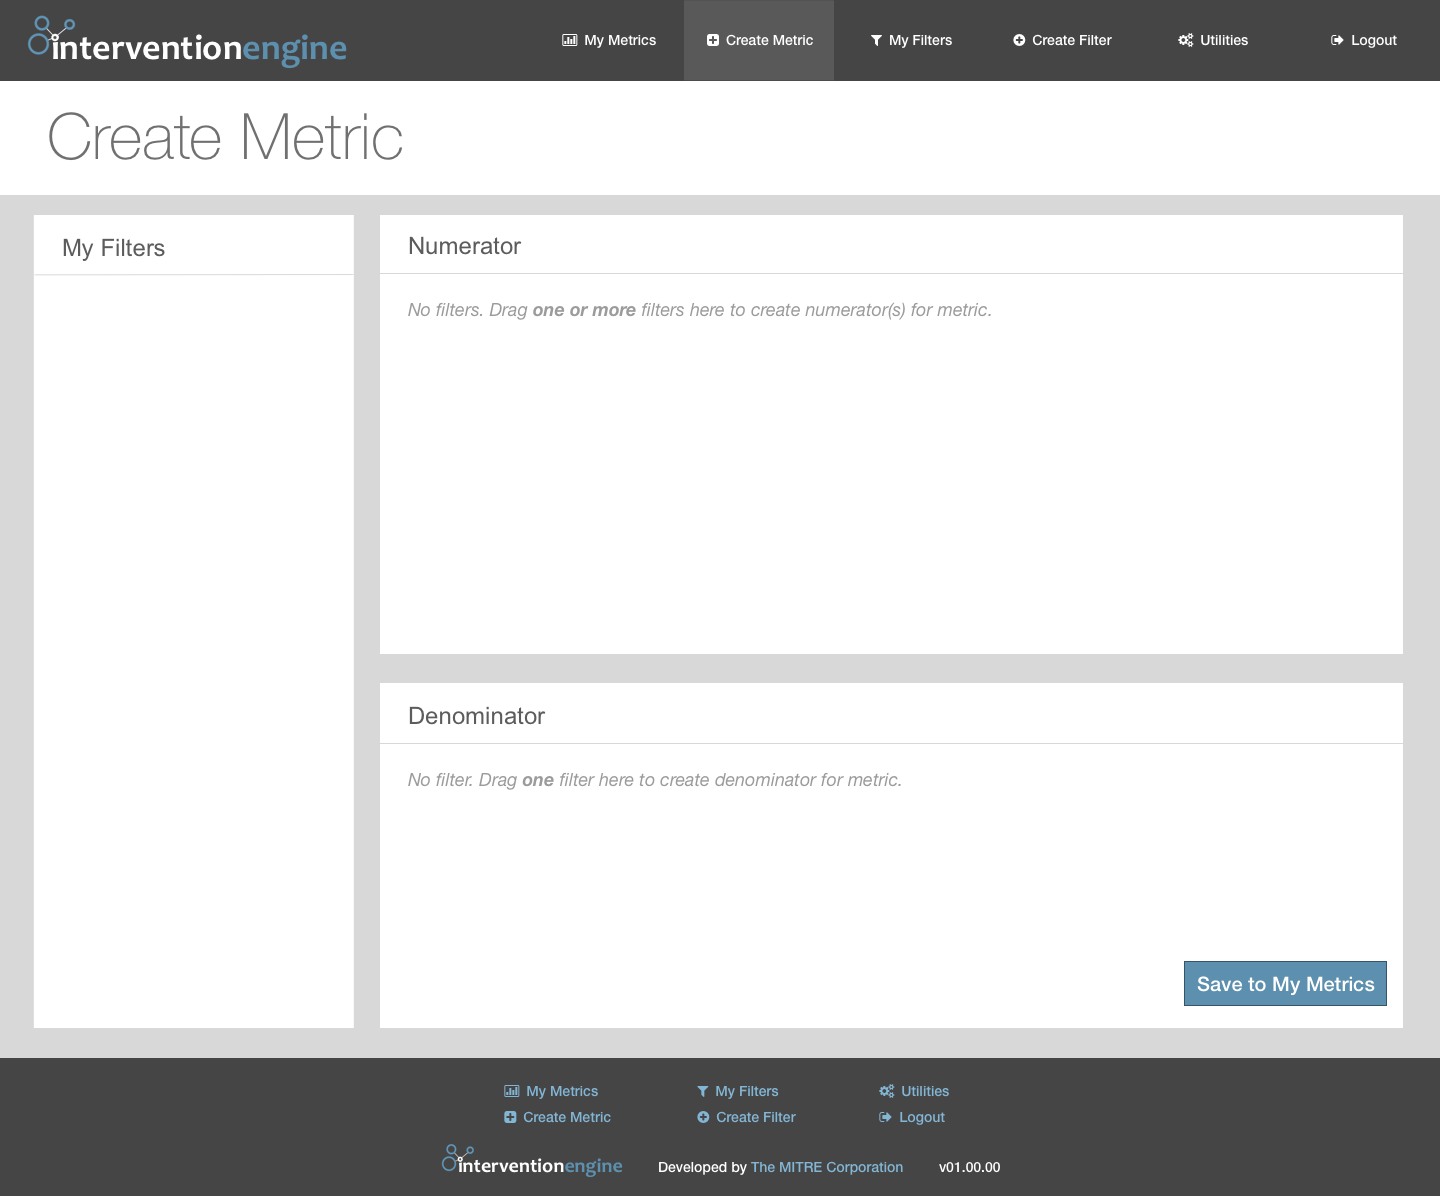 interventionengine
My Metrics
Create Metric
My Filters
Create Filter
Utilities
Logout
Create Metric
My Filters
Numerator
No filters. Drag one or more filters here to create numerator(s) for metric.
Denominator
No filter. Drag one filter here to create denominator for metric.
Save to My Metrics
My Metrics
My Filters
Utilities
Create Metric
Create Filter
Logout
interventionengine
Developed by The MITRE Corporation
v01.00.00